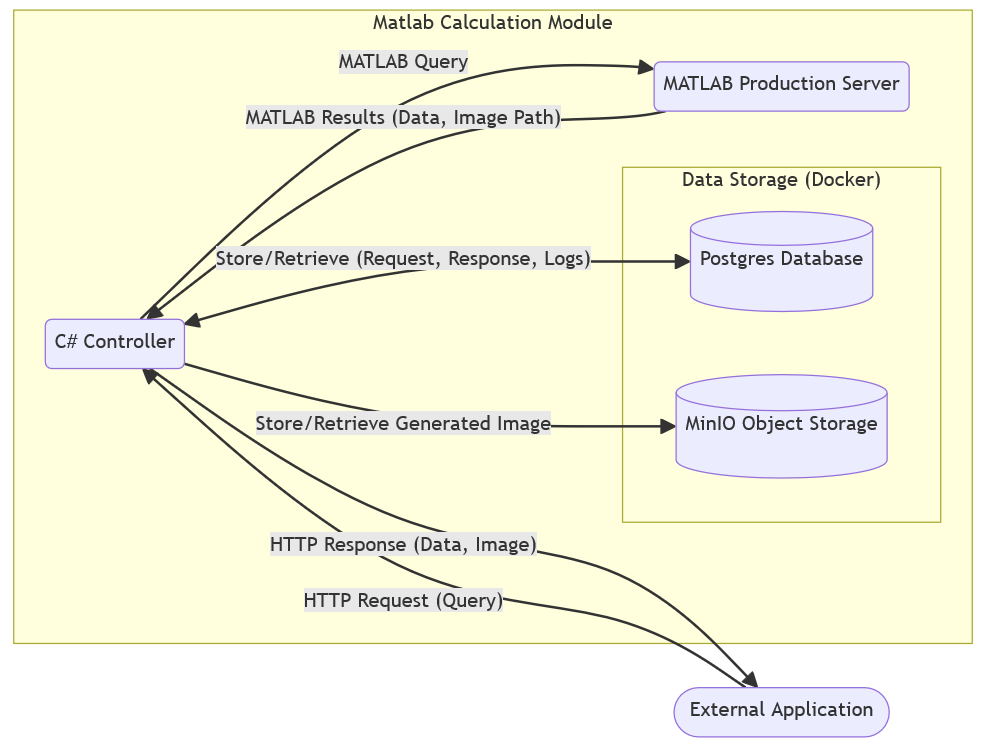 Matlab Calculation Module
MATLAB Query
MATLAB Production Server
MATLAB Results (Data, Image Path)
Data Storage (Docker)
Store/Retrieve (Request, Response, Logs)
Postgres Database
C# Controller
Store/Retrieve Generated Image
MinIO Object Storage
HTTP Response (Data, Image)
HTTP Request (Query)
External Application